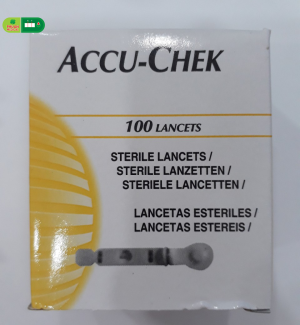 ACCU-CHEK
100 LANCETS
STERILE LANCETS /
STERILE LANZETTEN /
STERIELE LANCETTEN /
LANCETAS ESTERILES /
LANCETAS ESTEREIS /